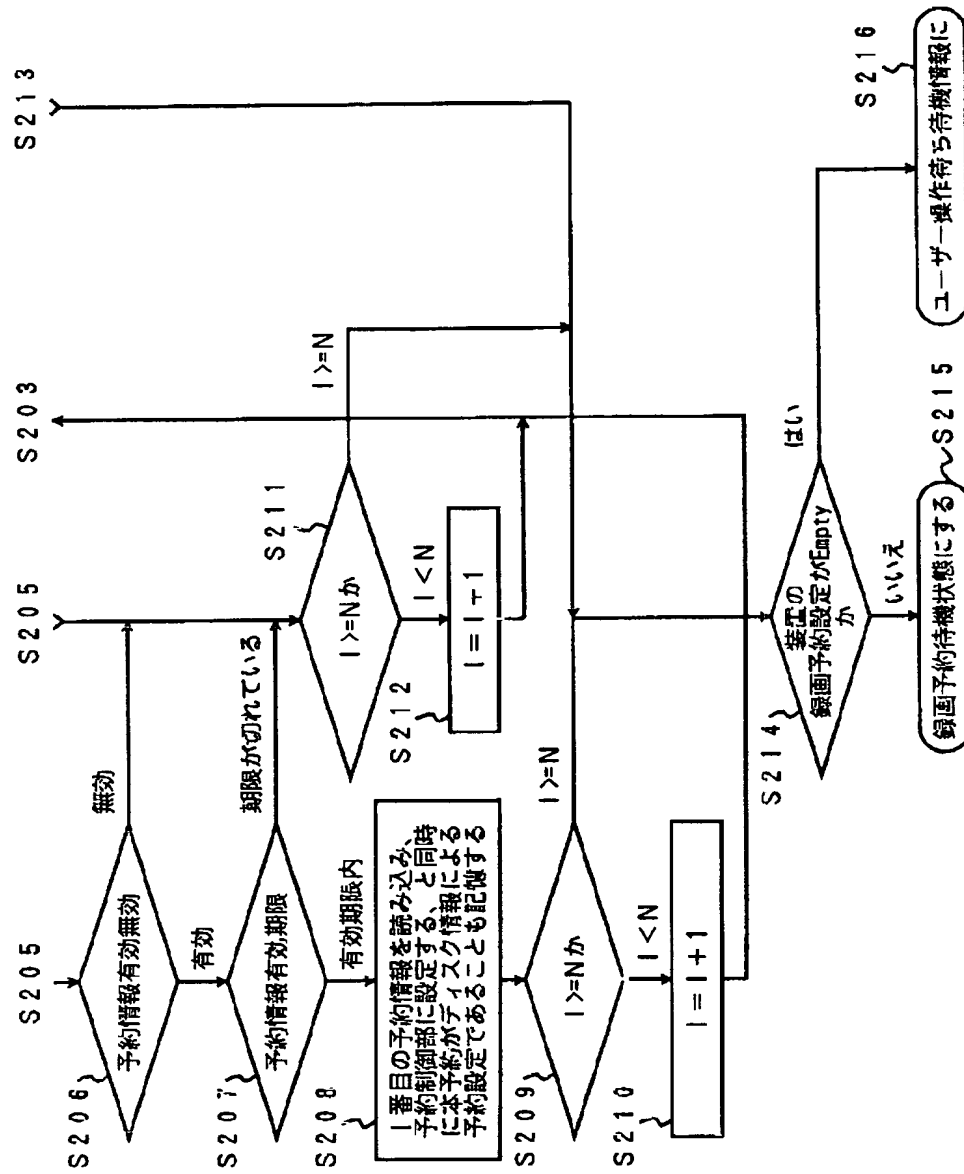 S205
S205
S203
S213
S206
予約情報有効無効
無効
有効
S207
予約情報有効期限
期限が切れている
有効期限内
S208
I番目の予約情報を読み込み、
予約制御部に設定する、と同時
に本予約がディスク情報による
予約設定であることも記憶する
S209
I>=Nか
I>=N
I<N
S210
I=I+1
S211
I>=Nか
I>=N
I<N
S212
I=I+1
S214
装置の
録画予約設定がEmpty
か
はい
いいえ
録画予約待機状態にする
S215
S216
ユーザー操作待ち待機情報に